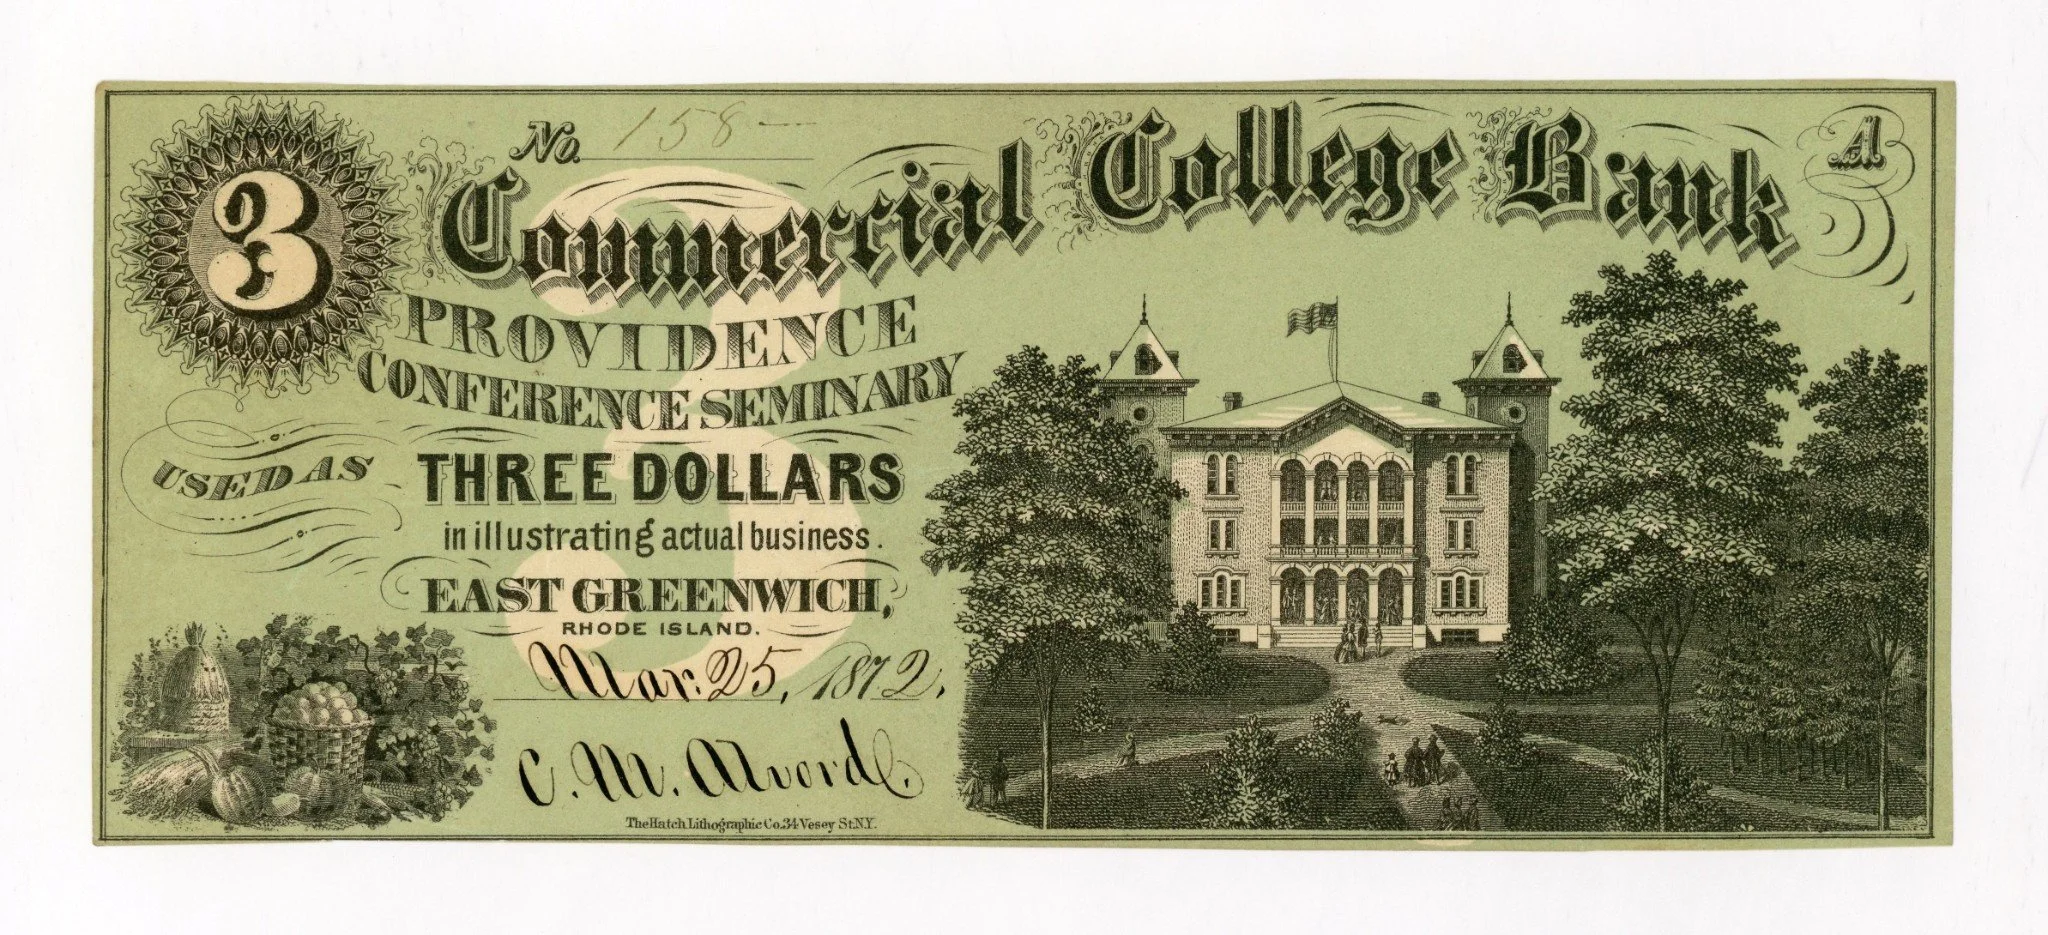 3
No. 158
Commercial College Bank
A
PROVIDENCE
CONFERENCE SEMINARY
3
USED AS THREE DOLLARS
in illustrating actual business.
EAST GREENWICH,
RHODE ISLAND.
Mar. 25, 1872.
C. M. Alvord.
The Hatch Lithographic Co. 34 Vesey St. N.Y.